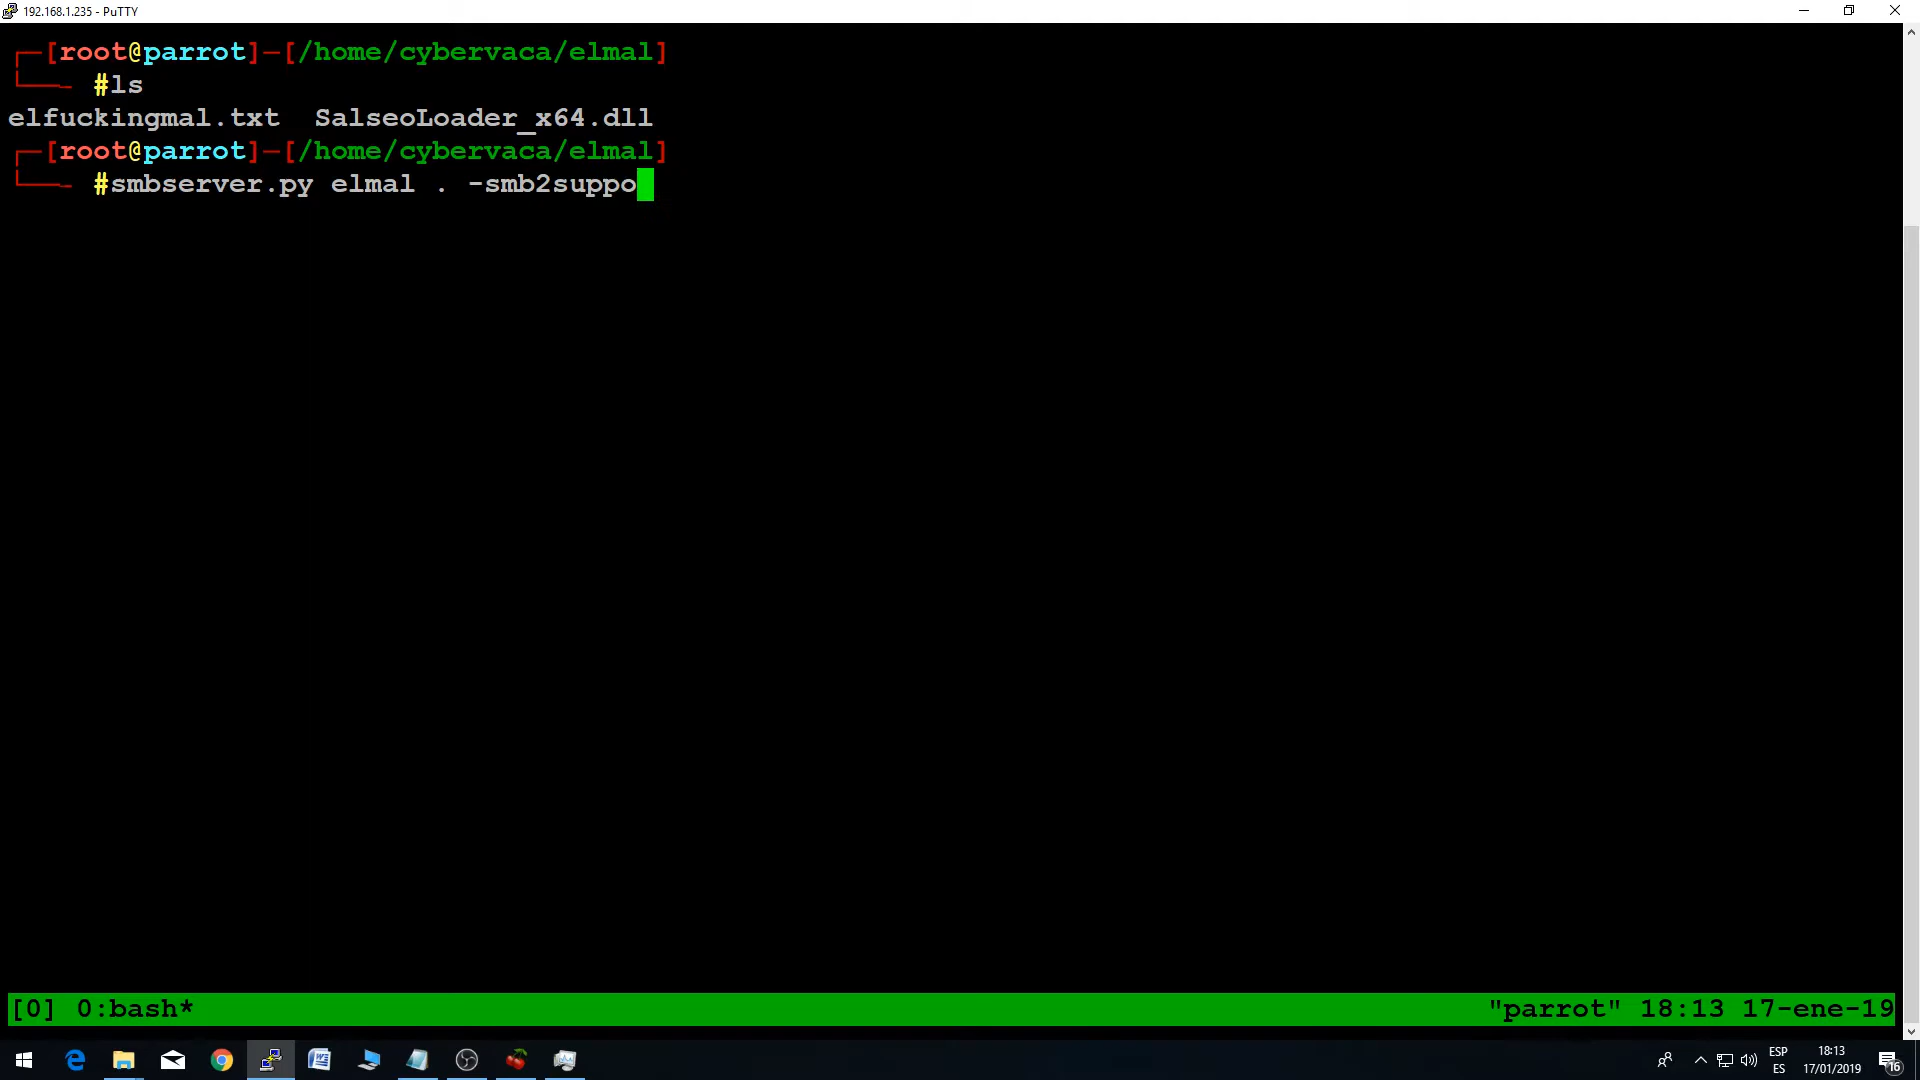 192.168.1.235 - PuTTY
[root@parrot]─[/home/cybervaca/elmal]
#ls
elfuckingmal.txt  SalseoLoader_x64.dll
[root@parrot]─[/home/cybervaca/elmal]
#smbserver.py elmal . -smb2suppo
[0] 0:bash*
"parrot" 18:13 17-ene-19
ESP
ES
18:13
17/01/2019
16